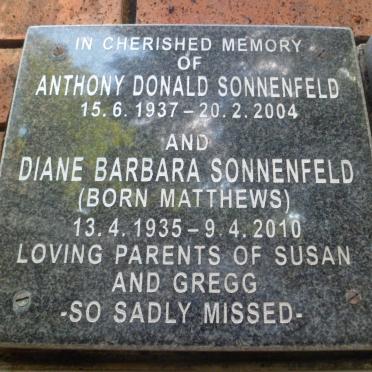 IN CHERISHED MEMORY
OF
ANTHONY DONALD SONNENFELD
15.6.1937 – 20.2.2004
AND
DIANE BARBARA SONNENFELD
(BORN MATTHEWS)
13.4.1935 – 9.4.2010
LOVING PARENTS OF SUSAN
AND GREGG
-SO SADLY MISSED-